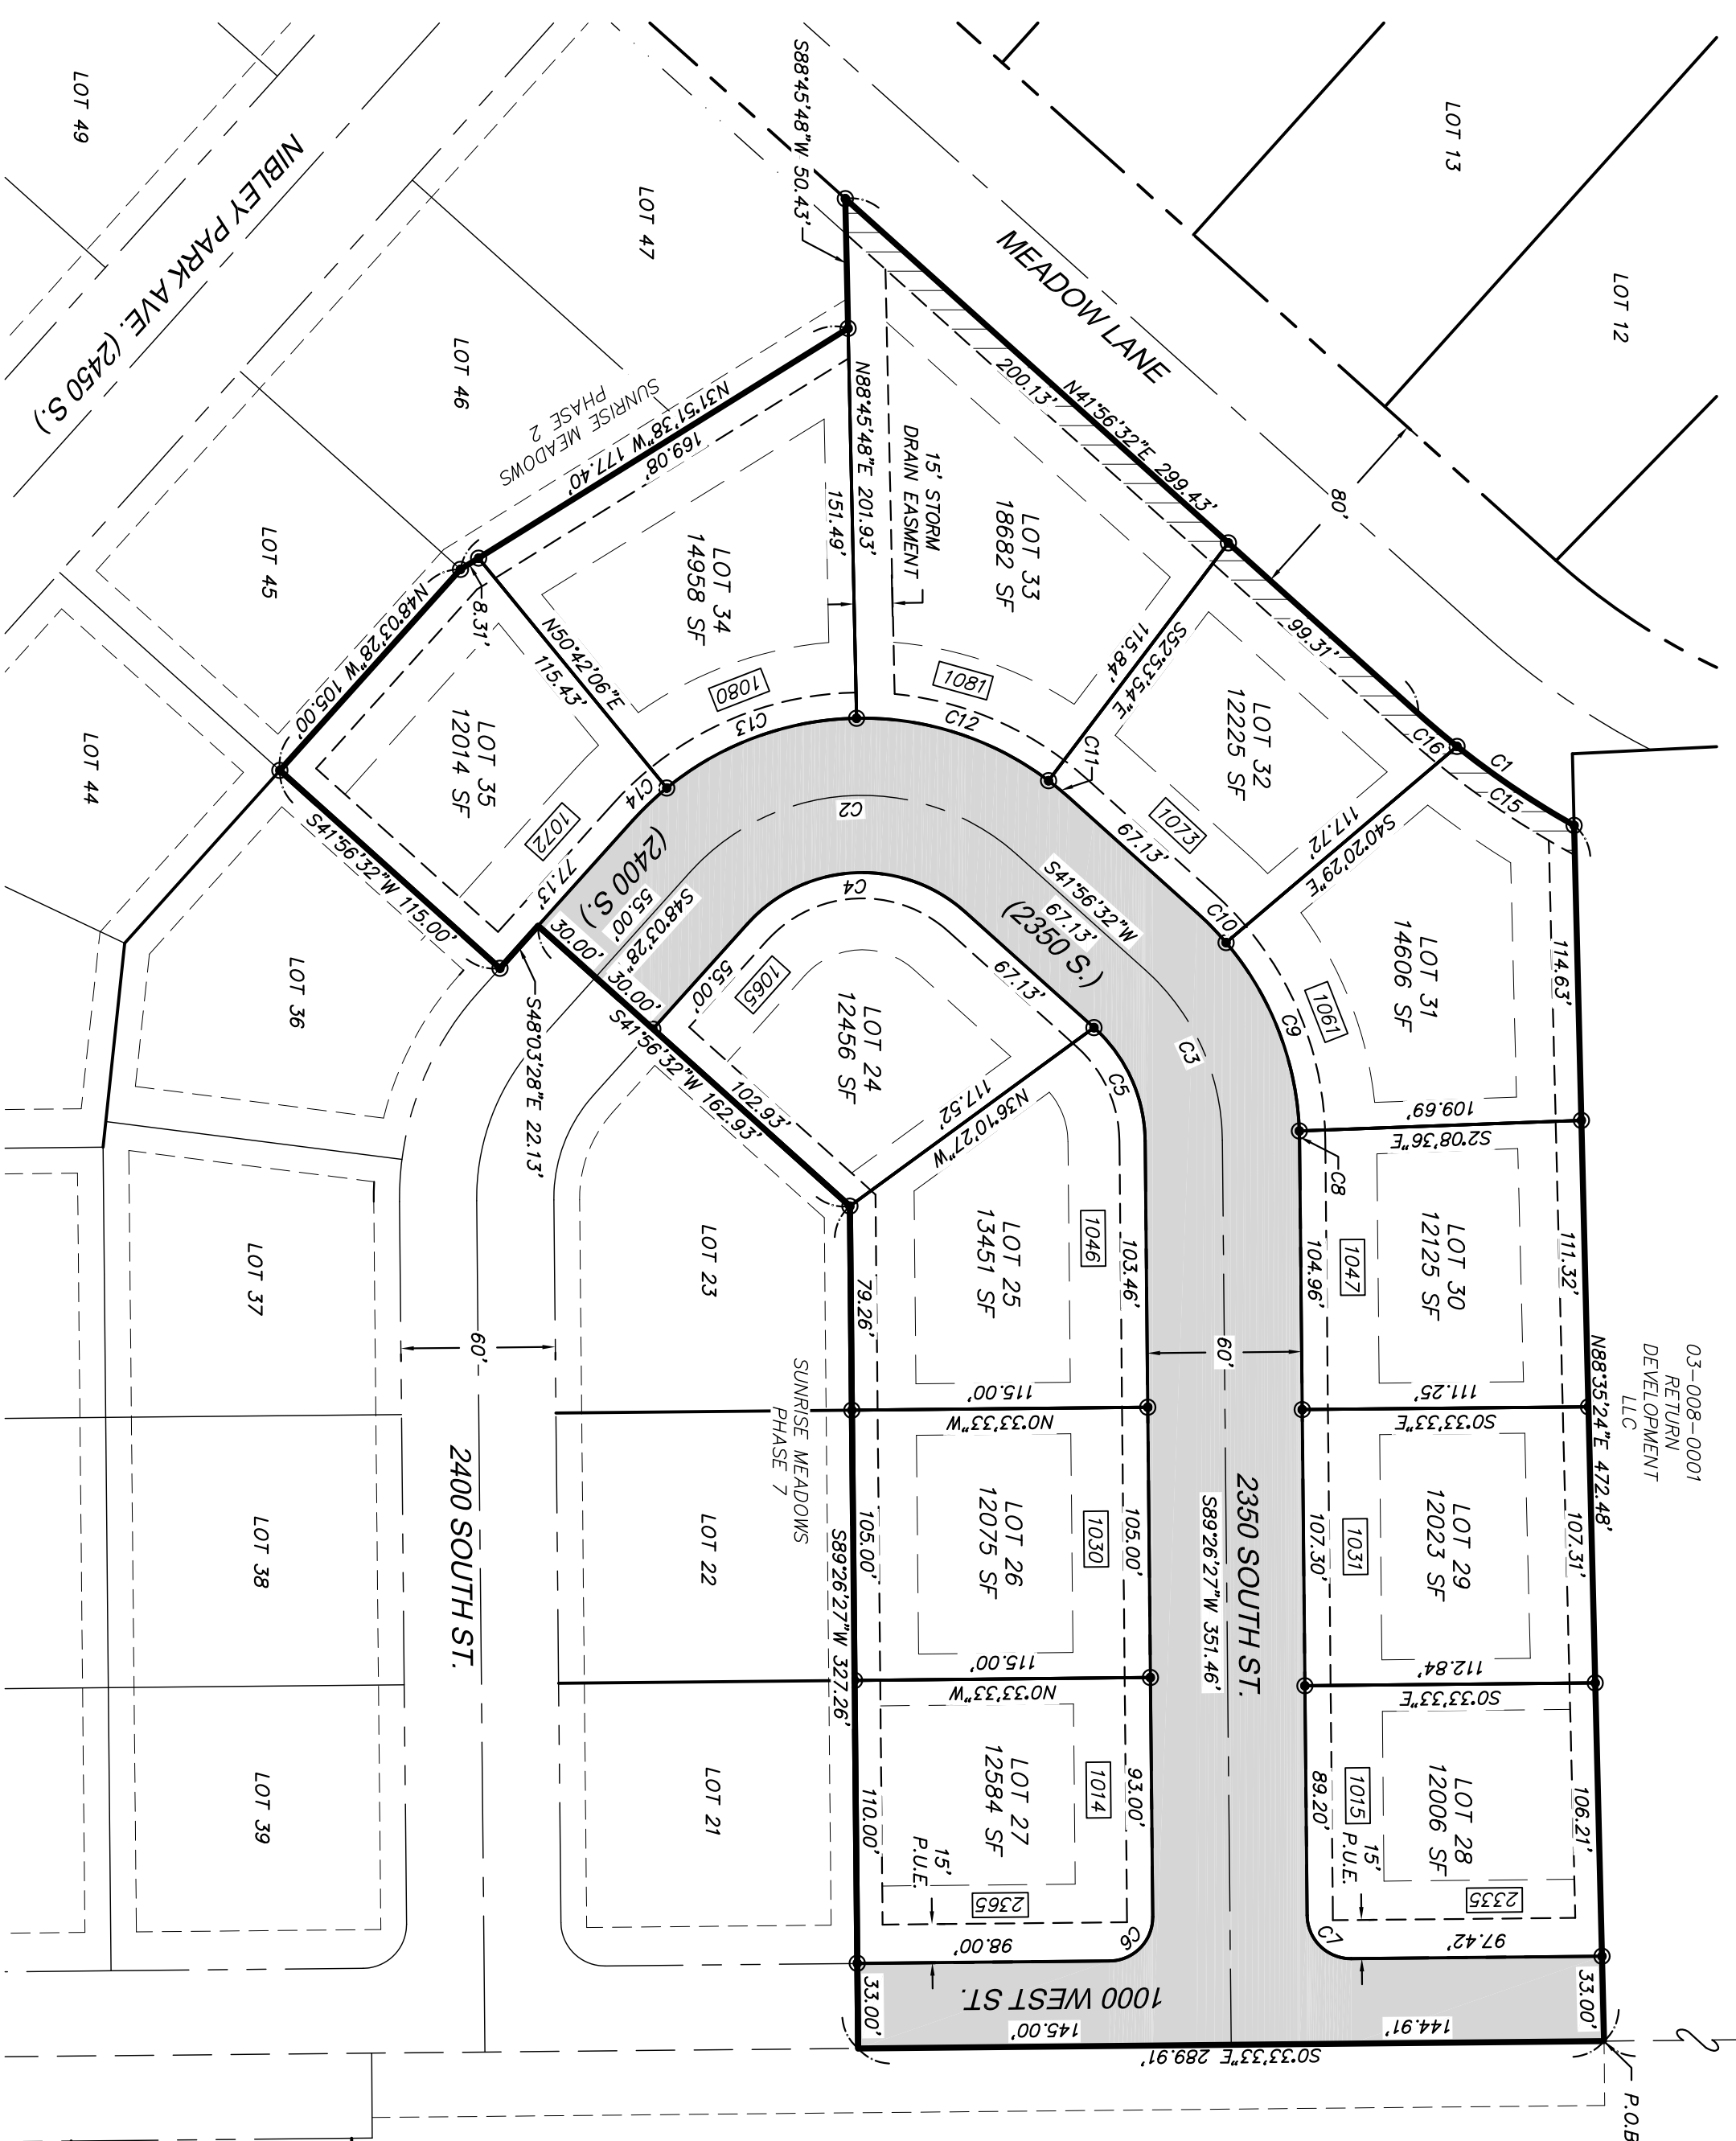 LOT 13
LOT 12
LOT 49
LOT 47
LOT 46
LOT 45
LOT 44
NIBLEY PARK AVE. (2450 S.)
MEADOW LANE
80'
S88°45'48"W 50.43'
N41°56'32"E 299.43'
200.13'
99.31'
C16
C1
C15
N88°45'48"E 201.93'
151.49'
15' STORM
DRAIN EASMENT
SUNRISE MEADOWS
PHASE 2
N31°51'38"W 177.40'
169.08'
8.31'
N48°03'28"W 105.00'
S41°56'32"W 115.00'
LOT 33
18682 SF
1081
C12
LOT 34
14958 SF
1080
C13
N50°42'06"E
115.43'
LOT 35
12014 SF
1072
C14
77.13'
S52°53'54"E
115.84'
C11
LOT 32
12225 SF
1073
67.13'
S40°20'29"E
117.72'
C10
C2
S41°56'32"W
67.13'
(2350 S.)
(2400 S.)
55.00'
S48°03'28"
30.00'
30.00'
C4
C3
67.13'
55.00'
1065
LOT 24
12456 SF
S48°03'28"E 22.13'
102.93'
S41°56'32"W 162.93'
117.52'
N36°10'27"W
C5
LOT 31
14606 SF
1061
C9
114.63'
109.69'
S2°08'36"E
C8
LOT 30
12125 SF
1047
104.96'
111.32'
111.25'
S0°33'33"E
03-008-0001
RETURN
DEVELOPMENT
LLC
N88°35'24"E 472.48'
LOT 29
12023 SF
1031
107.30'
107.31'
112.84'
S0°33'33"E
LOT 28
12006 SF
1015
2335
15'
P.U.E.
89.20'
106.21'
97.42'
C7
33.00'
P.O.B
2350 SOUTH ST.
S89°26'27"W 351.46'
60'
LOT 25
13451 SF
1046
103.46'
79.26'
115.00'
N0°33'33"W
LOT 26
12075 SF
1030
105.00'
105.00'
115.00'
N0°33'33"W
LOT 27
12584 SF
1014
2365
15'
P.U.E.
93.00'
110.00'
98.00'
C6
33.00'
1000 WEST ST.
145.00'
144.91'
S0°33'33"E 289.91'
S89°26'27"W 327.26'
SUNRISE MEADOWS
PHASE 7
LOT 23
LOT 22
LOT 21
60'
2400 SOUTH ST.
LOT 36
LOT 37
LOT 38
LOT 39